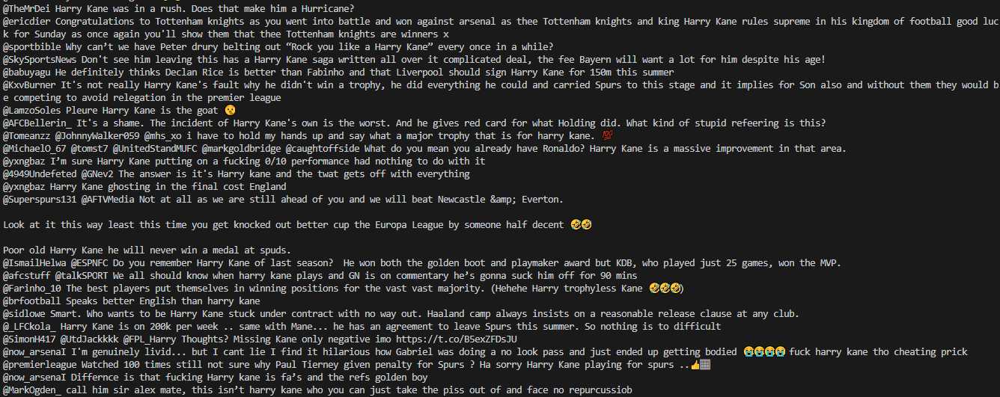 @TheMrDei Harry Kane was in a rush. Does that make him a Hurricane?
@ericdier Congratulations to Tottenham knights as you went into battle and won against arsenal as thee Tottenham knights and king Harry Kane rules supreme in his kingdom of football good luc
k for Sunday as once again you'll show them that thee Tottenham knights are winners x
@sportbible Why can’t we have Peter drury belting out “Rock you like a Harry Kane” every once in a while?
@SkySportsNews Don't see him leaving this has a Harry Kane saga written all over it complicated deal, the fee Bayern will want a lot for him despite his age!
@babuyagu He definitely thinks Declan Rice is better than Fabinho and that Liverpool should sign Harry Kane for 150m this summer
@KxvBurner It's not really Harry Kane's fault why he didn't win a trophy, he did everything he could and carried Spurs to this stage and it implies for Son also and without them they would b
e competing to avoid relegation in the premier league
@LamzoSoles Pleure Harry Kane is the goat 🤫
@AFCBellerin_ It's a shame. The incident of Harry Kane's own is the worst. And he gives red card for what Holding did. What kind of stupid refeering is this?
@Tomeanzz @JohnnyWalker059 @mhs_xo i have to hold my hands up and say what a major trophy that is for harry kane. 💯
@MichaelO_67 @tomst7 @UnitedStandMUFC @markgoldbridge @caughtoffside What do you mean you already have Ronaldo? Harry Kane is a massive improvement in that area.
@yxngbaz I’m sure Harry Kane putting on a fucking 0/10 performance had nothing to do with it
@4949Undefeted @GNev2 The answer is it's Harry kane and the twat gets off with everything
@yxngbaz Harry Kane ghosting in the final cost England
@Superspurs131 @AFTVMedia Not at all as we are still ahead of you and we will beat Newcastle &amp; Everton.
Look at it this way least this time you get knocked out better cup the Europa League by someone half decent 🤣🤣
Poor old Harry Kane he will never win a medal at spuds.
@IsmailHelwa @ESPNFC Do you remember Harry Kane of last season?  He won both the golden boot and playmaker award but KDB, who played just 25 games, won the MVP.
@afcstuff @talkSPORT We all should know when harry kane plays and GN is on commentary he’s gonna suck him off for 90 mins
@Farinho_10 The best players put themselves in winning positions for the vast vast majority. (Hehehe Harry trophyless Kane 🤣🤣🤣)
@brfootball Speaks better English than harry kane
@sidlowe Smart. Who wants to be Harry Kane stuck under contract with no way out. Haaland camp always insists on a reasonable release clause at any club.
@_LFCkola_ Harry Kane is on 200k per week .. same with Mane... he has an agreement to leave Spurs this summer. So nothing is to difficult
@SimonH417 @UtdJackkkk @FPL_Harry Thoughts? Missing Kane only negative imo https://t.co/B5exZFDsJU
@now_arsenaI I'm genuinely livid... but I cant lie I find it hilarious how Gabriel was doing a no look pass and just ended up getting bodied 😭😭😭😭 fuck harry kane tho cheating prick
@premierleague Watched 100 times still not sure why Paul Tierney given penalty for Spurs ? Ha sorry Harry Kane playing for spurs ..👍
@now_arsenaI Differnce is that fucking Harry Kane is fa’s and the refs golden boy
@MarkOgden_ call him sir alex mate, this isn’t harry kane who you can just take the piss out of and face no repurcussiob